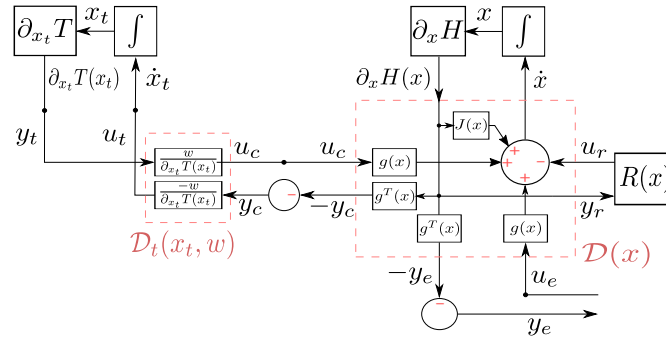 ∂_{x_t}T x_t ∫ ∂_xH x ∫
∂_{x_t}T(x_t) ẋ_t ∂_xH(x) ẋ
J(x)
y_t u_t u_c u_c u_r
w/∂_{x_t}T(x_t) g(x) + + + - R(x)
-w/∂_{x_t}T(x_t) y_c - -y_c g^T(x) + y_r
g^T(x) g(x)
D_t(x_t, w) D(x)
-y_e u_e
- y_e